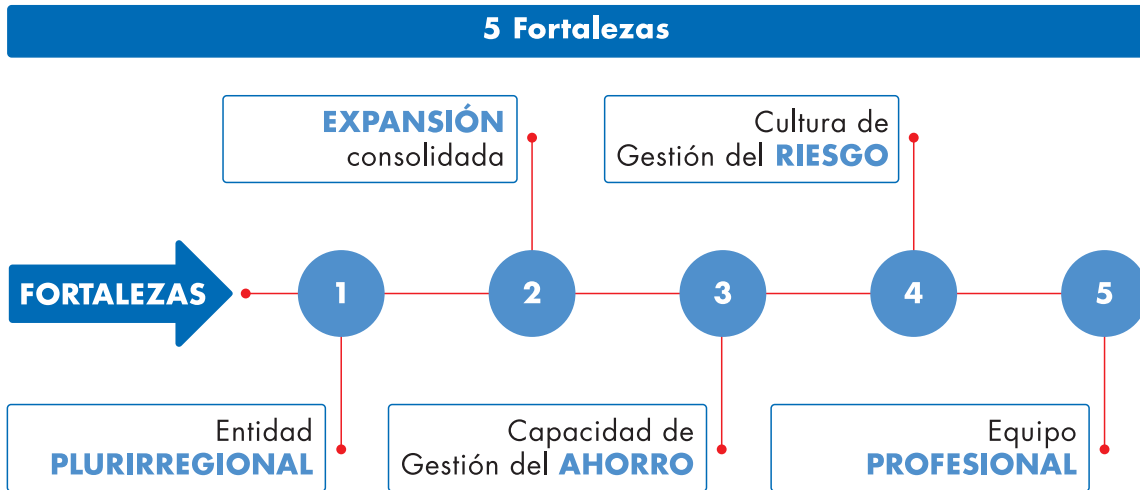 5 Fortalezas
EXPANSIÓN
consolidada
Cultura de
Gestión del RIESGO
FORTALEZAS
1
2
3
4
5
Entidad
PLURIRREGIONAL
Capacidad de
Gestión del AHORRO
Equipo
PROFESIONAL